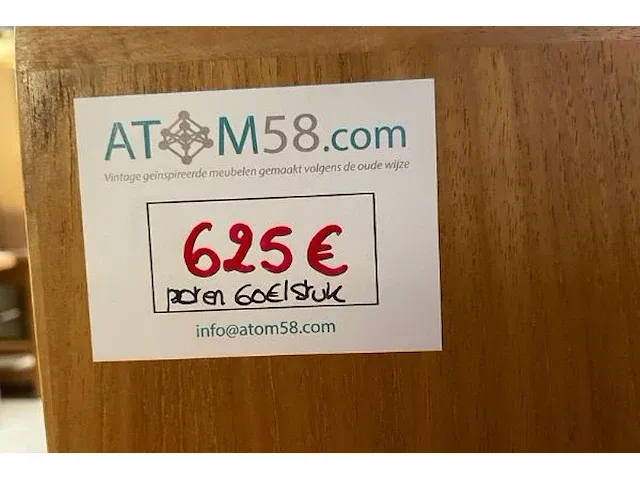 ATOM58.com
Vintage geïnspireerde meubelen gemaakt volgens de oude wijze
625 €
poten 60€/stuk
info@atom58.com